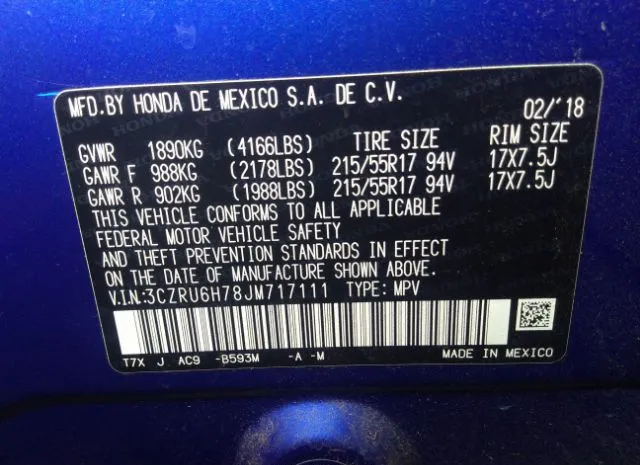 MFD.BY HONDA DE MEXICO S.A. DE C.V. 02/'18
GVWR 1890KG (4166LBS) TIRE SIZE RIM SIZE
GAWR F 988KG (2178LBS) 215/55R17 94V 17X7.5J
GAWR R 902KG (1988LBS) 215/55R17 94V 17X7.5J
THIS VEHICLE CONFORMS TO ALL APPLICABLE
FEDERAL MOTOR VEHICLE SAFETY
AND THEFT PREVENTION STANDARDS IN EFFECT
ON THE DATE OF MANUFACTURE SHOWN ABOVE.
V.I.N:3CZRU6H78JM717111 TYPE: MPV
T7X J AC9 -B593M -A -M MADE IN MEXICO